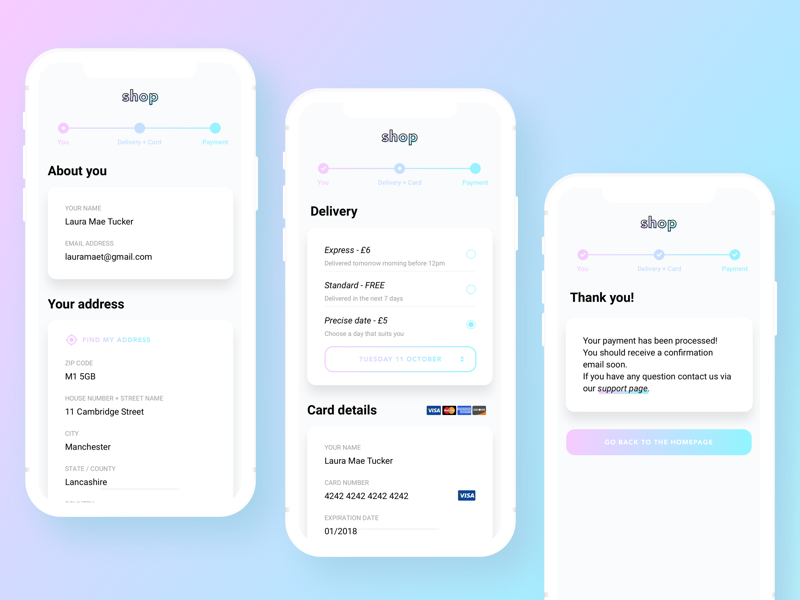 shop
You
Delivery + Card
Payment
About you
YOUR NAME
Laura Mae Tucker
EMAIL ADDRESS
lauramaet@gmail.com
Your address
FIND MY ADDRESS
ZIP CODE
M1 5GB
HOUSE NUMBER + STREET NAME
11 Cambridge Street
CITY
Manchester
STATE / COUNTY
Lancashire
shop
You
Delivery + Card
Payment
Delivery
Express - £6
Delivered tomorrow morning before 12pm
Standard - FREE
Delivered in the next 7 days
Precise date - £5
Choose a day that suits you
TUESDAY 11 OCTOBER
Card details
VISA
YOUR NAME
Laura Mae Tucker
CARD NUMBER
4242 4242 4242 4242
VISA
EXPIRATION DATE
01/2018
shop
You
Delivery + Card
Payment
Thank you!
Your payment has been processed!
You should receive a confirmation
email soon.
If you have any question contact us via
our support page.
GO BACK TO THE HOMEPAGE